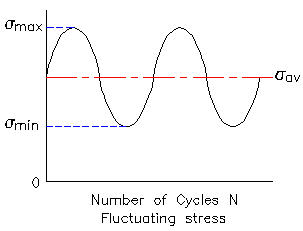 σmax
σav
σmin
0
Number of Cycles N
Fluctuating stress